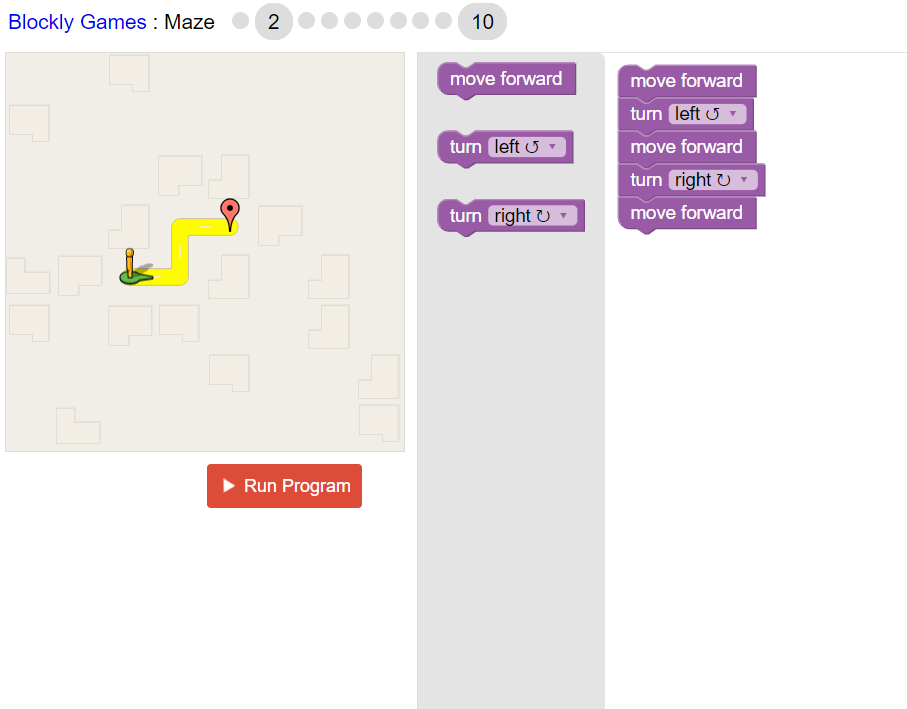 Blockly Games : Maze 2 10
move forward
turn left ↺ ▾
turn right ↻ ▾
move forward
turn left ↺ ▾
move forward
turn right ↻ ▾
move forward
Run Program